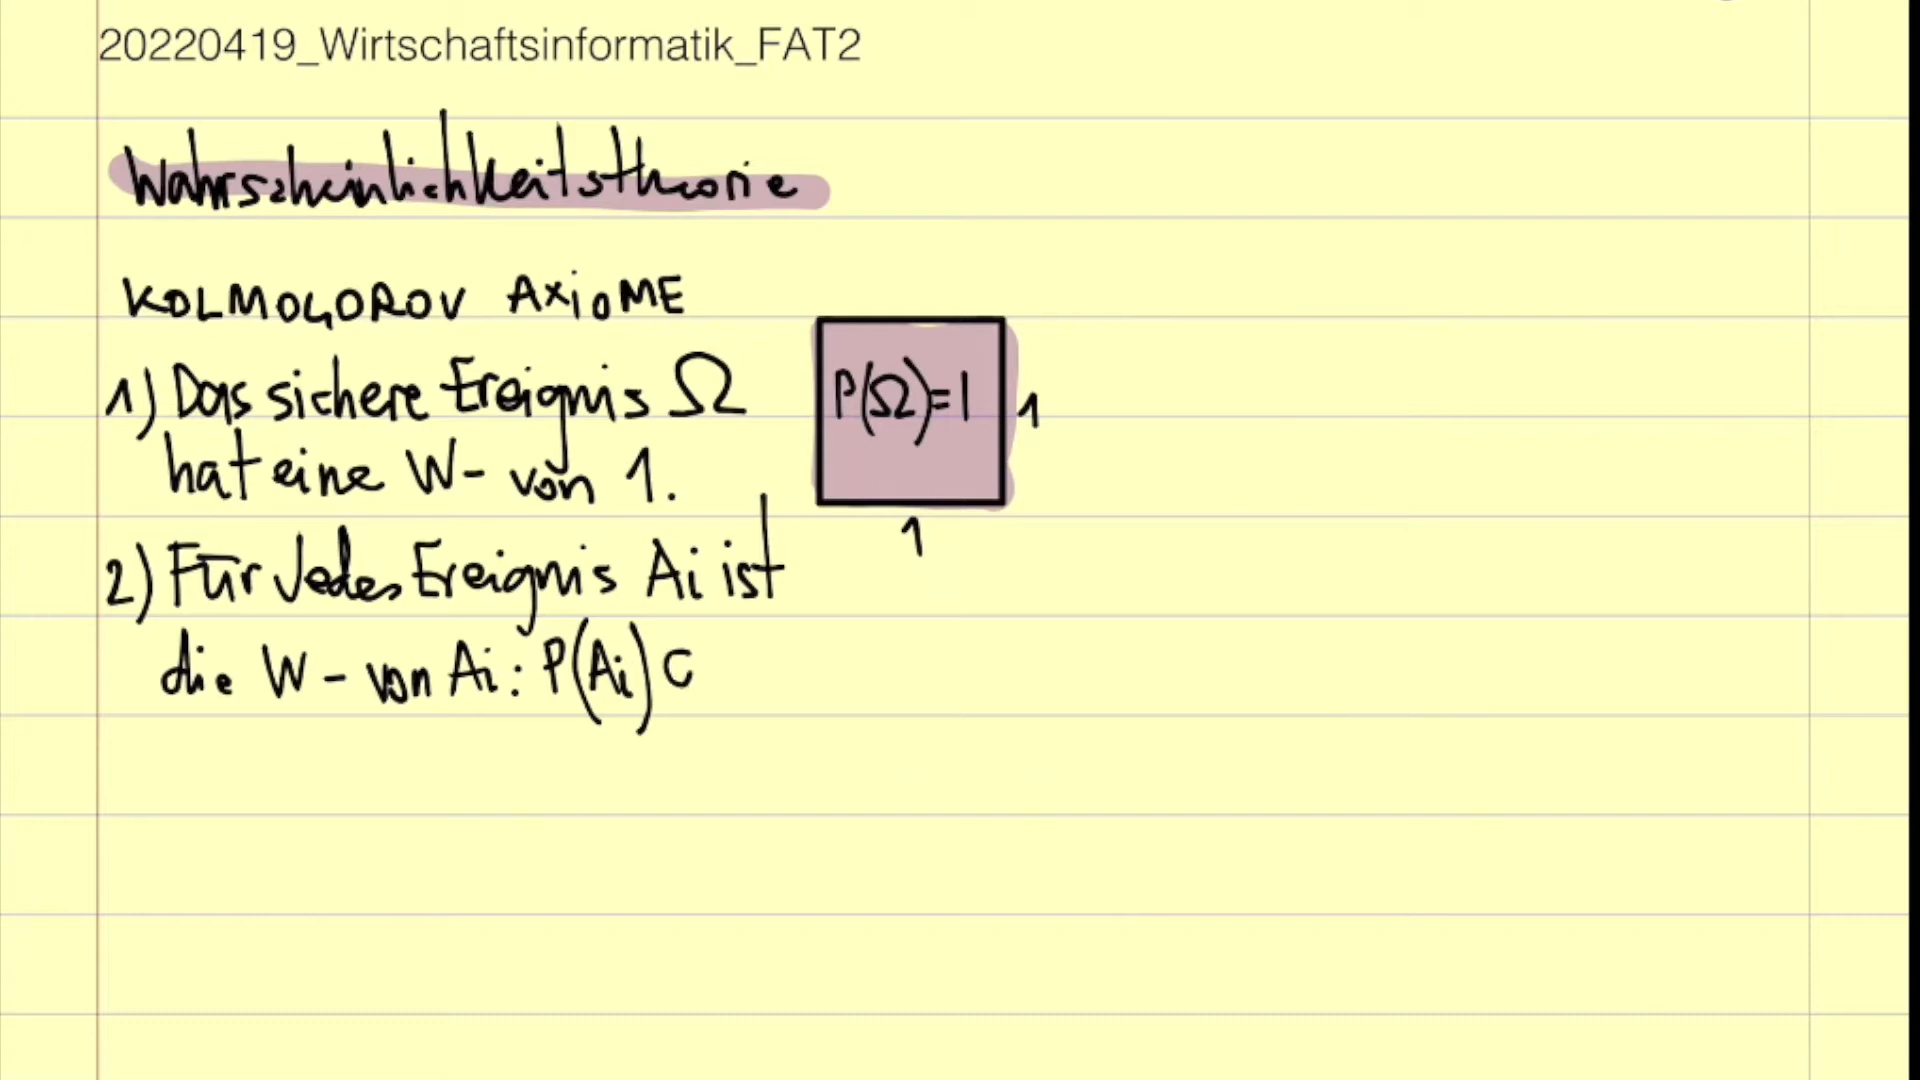 20220419_Wirtschaftsinformatik_FAT2
Wahrscheinlichkeitstheorie
KOLMOGOROV AXiOME
1) Das sichere Ereignis Ω
hat eine W- von 1.
P(Ω)=1
1
1
2) Für Jedes Ereignis Ai ist
die W- von Ai: P(Ai) C